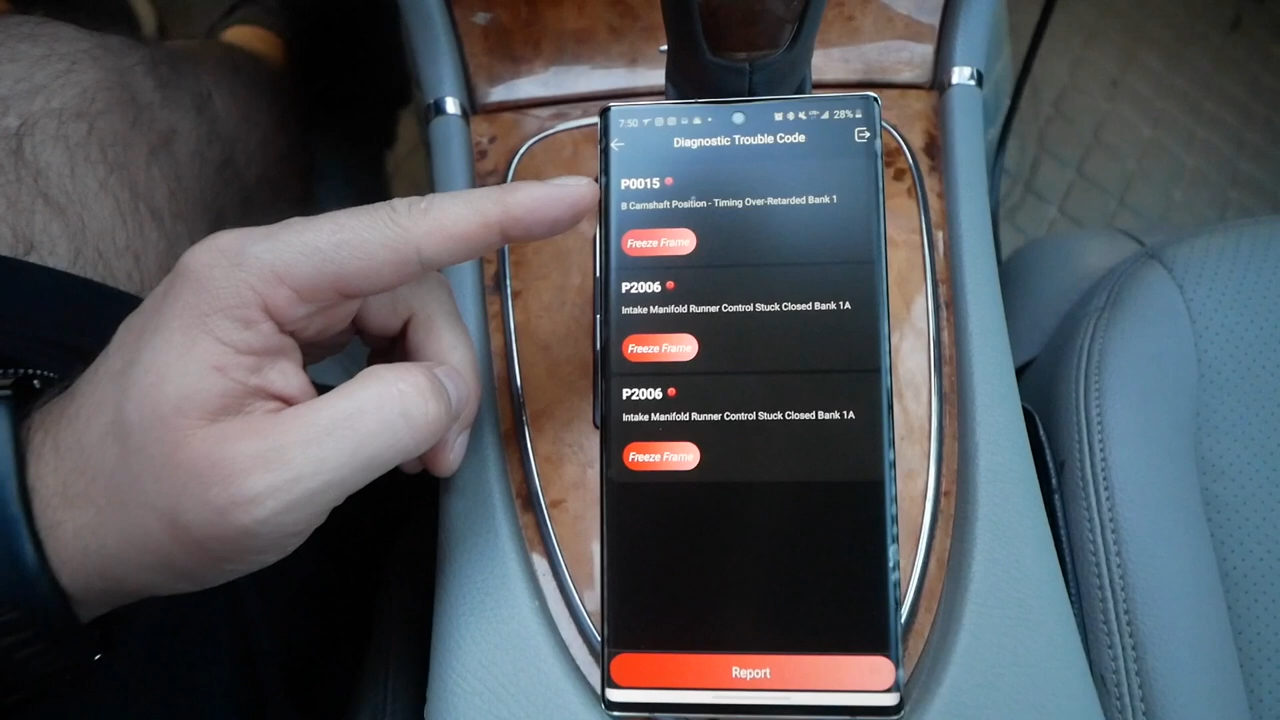 7:50
28%
Diagnostic Trouble Code
P0015
B Camshaft Position - Timing Over-Retarded Bank 1
Freeze Frame
P2006
Intake Manifold Runner Control Stuck Closed Bank 1A
Freeze Frame
P2006
Intake Manifold Runner Control Stuck Closed Bank 1A
Freeze Frame
Report